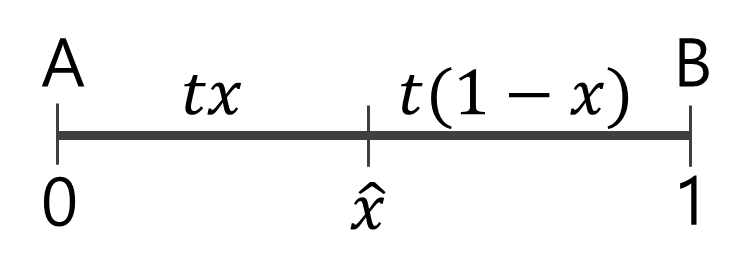 A B
tx t(1 − x)
0 x̂ 1